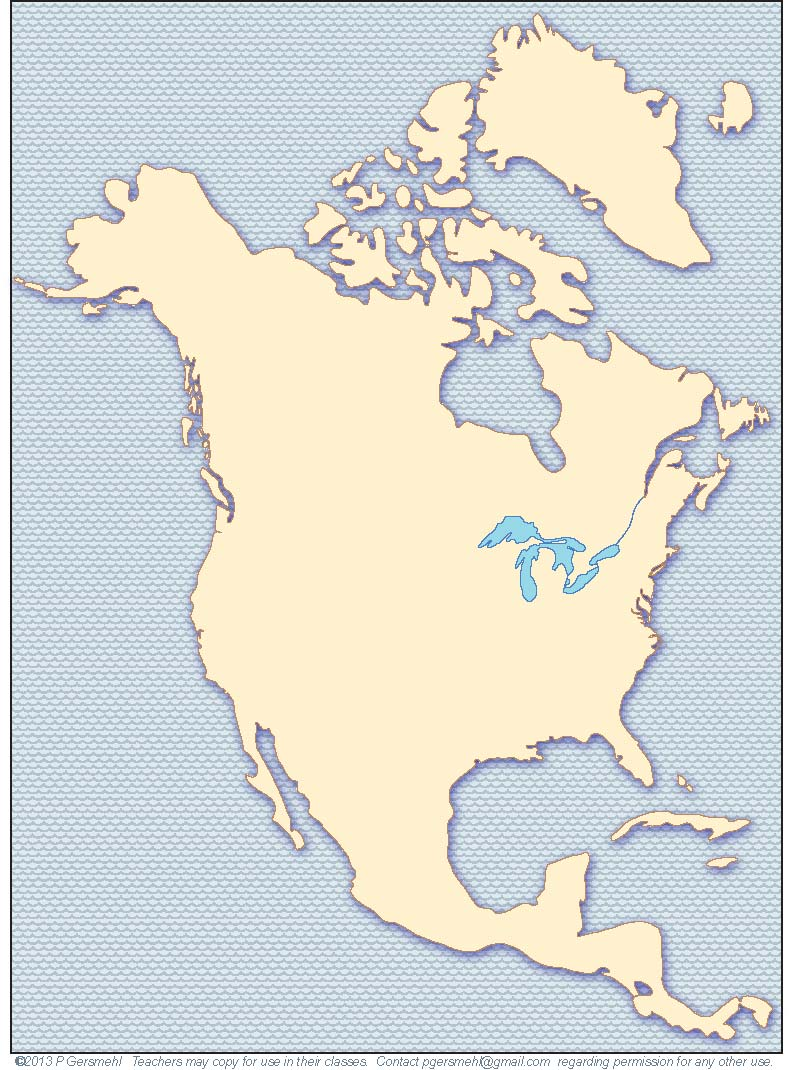 ©2013 P Gersmehl Teachers may copy for use in their classes. Contact pgersmehl@gmail.com regarding permission for any other use.